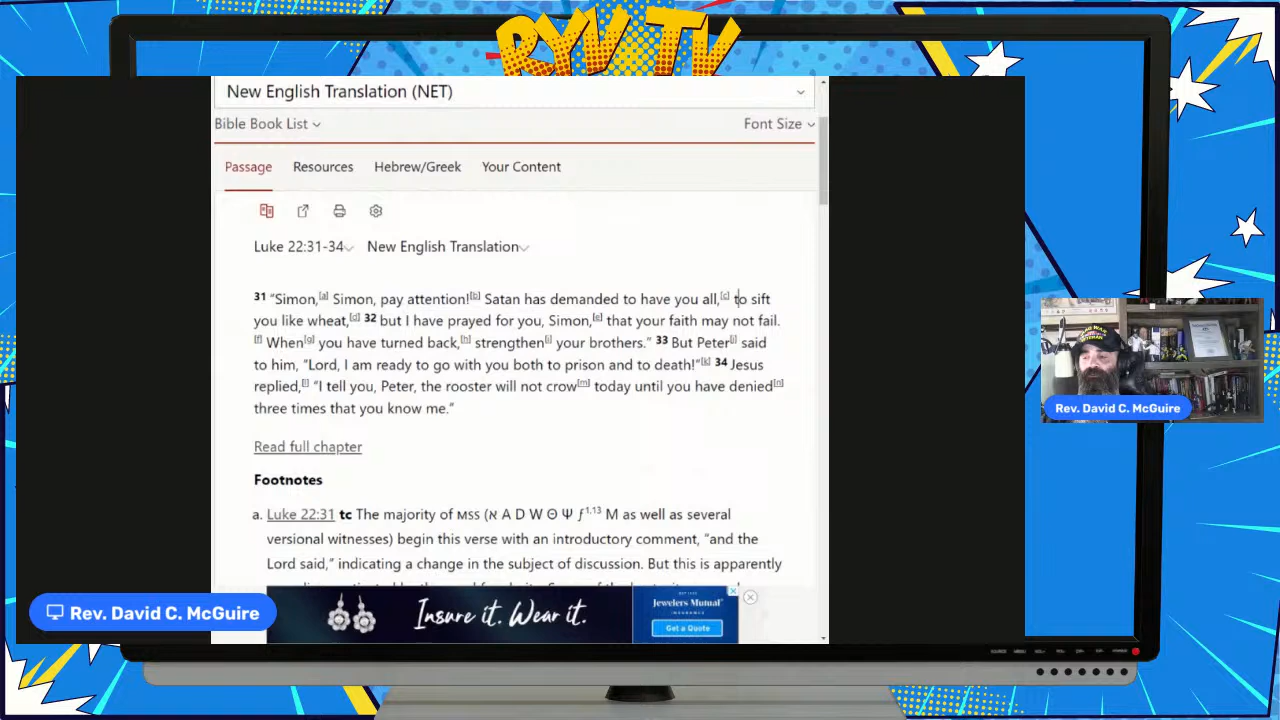 RYV TV
New English Translation (NET)
Bible Book List
Font Size
Passage Resources Hebrew/Greek Your Content
Luke 22:31-34 New English Translation
31 “Simon,[a] Simon, pay attention![b] Satan has demanded to have you all,[c] to sift
you like wheat,[d] 32 but I have prayed for you, Simon,[e] that your faith may not fail.
[f] When[g] you have turned back,[h] strengthen[i] your brothers.” 33 But Peter[j] said
to him, “Lord, I am ready to go with you both to prison and to death!”[k] 34 Jesus
replied,[l] “I tell you, Peter, the rooster will not crow[m] today until you have denied[n]
three times that you know me.”
Read full chapter
Footnotes
a. Luke 22:31 tc The majority of MSS (א A D W Θ Ψ ƒ1,13 M as well as several
versional witnesses) begin this verse with an introductory comment, “and the
Lord said,” indicating a change in the subject of discussion. But this is apparently
Insure it. Wear it.
Jewelers Mutual
INSURANCE
Get a Quote
Rev. David C. McGuire
VETERAN
Rev. David C. McGuire